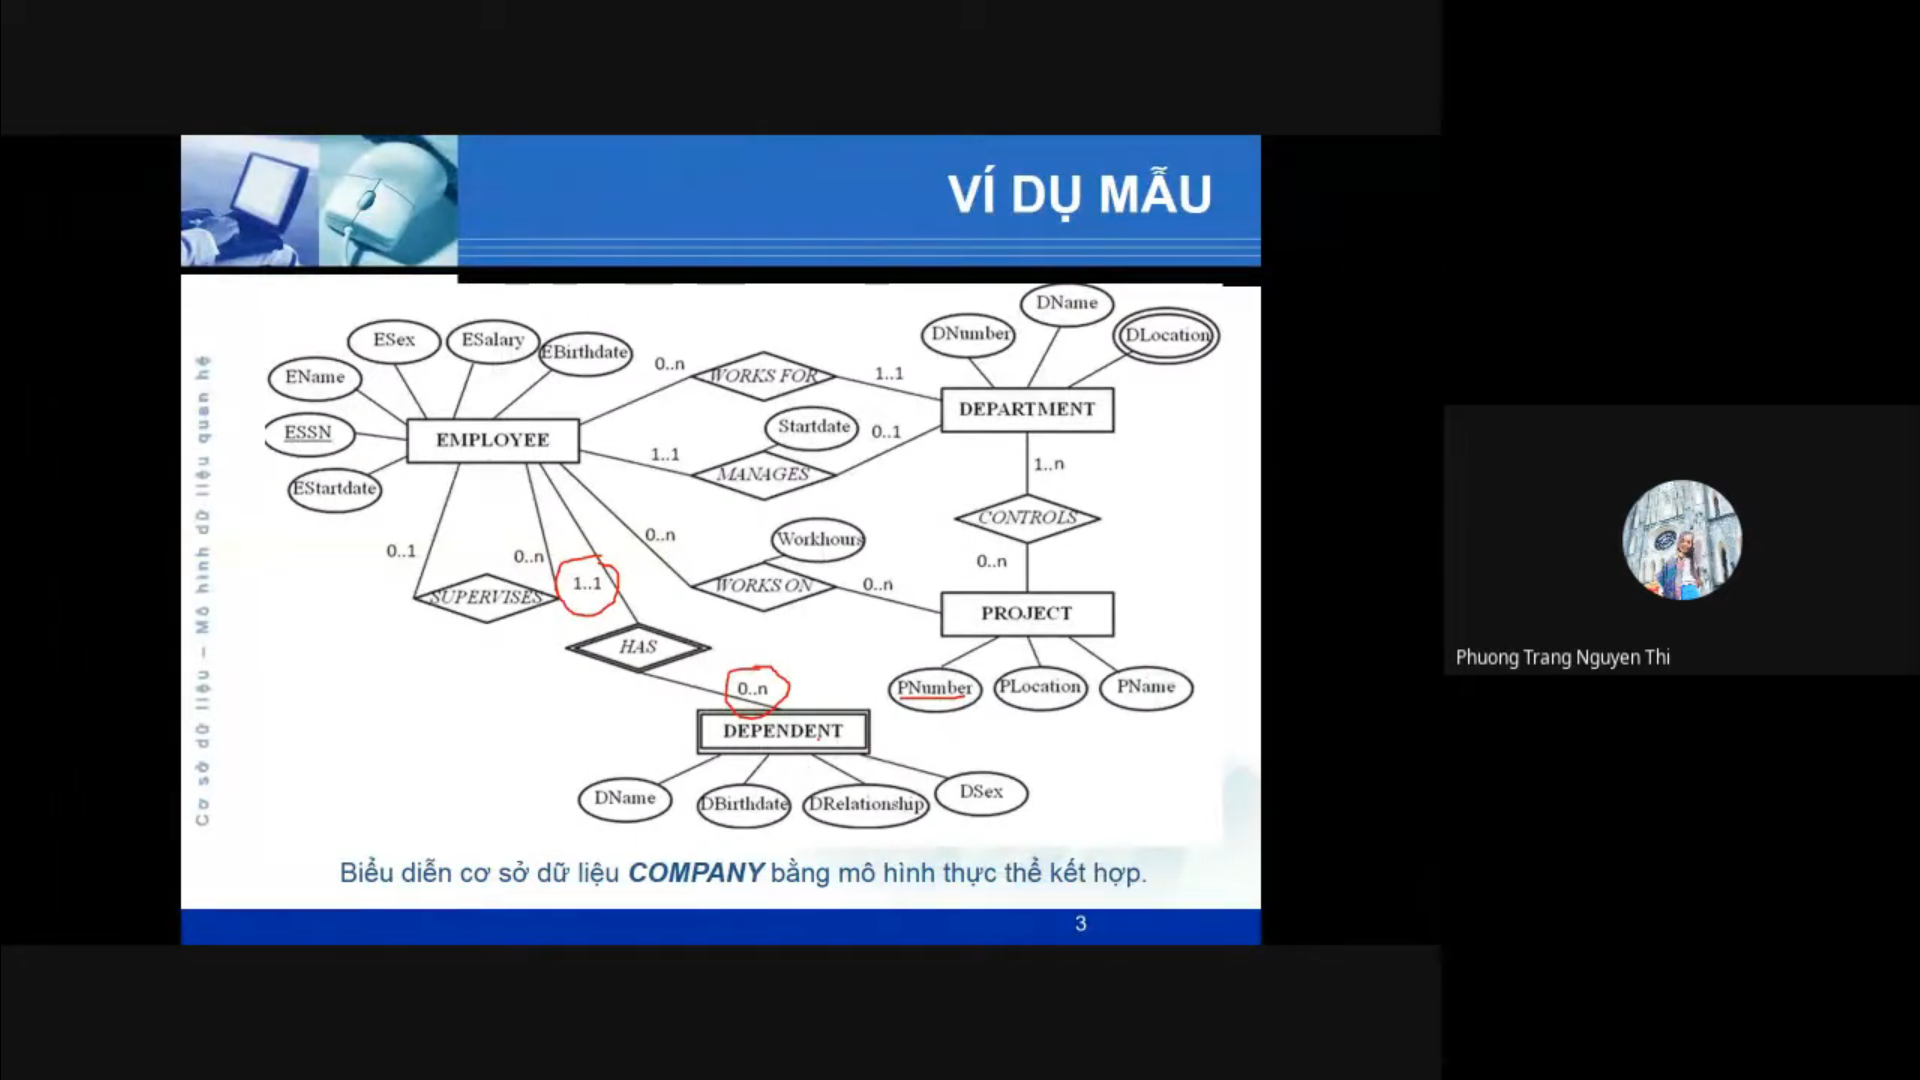 VÍ DỤ MẪU
Cơ sở dữ liệu – Mô hình dữ liệu quan hệ
DName
DNumber
DLocation
ESex
ESalary
EBirthdate
EName
0..n
WORKS FOR
1..1
DEPARTMENT
ESSN
EMPLOYEE
Startdate
0..1
1..1
MANAGES
1..n
EStartdate
CONTROLS
0..1
0..n
0..n
Workhours
0..n
1..1
SUPERVISES
WORKS ON
0..n
PROJECT
HAS
0..n
PNumber
PLocation
PName
DEPENDENT
DName
DBirthdate
DRelationship
DSex
Biểu diễn cơ sở dữ liệu COMPANY bằng mô hình thực thể kết hợp.
3
Phuong Trang Nguyen Thi